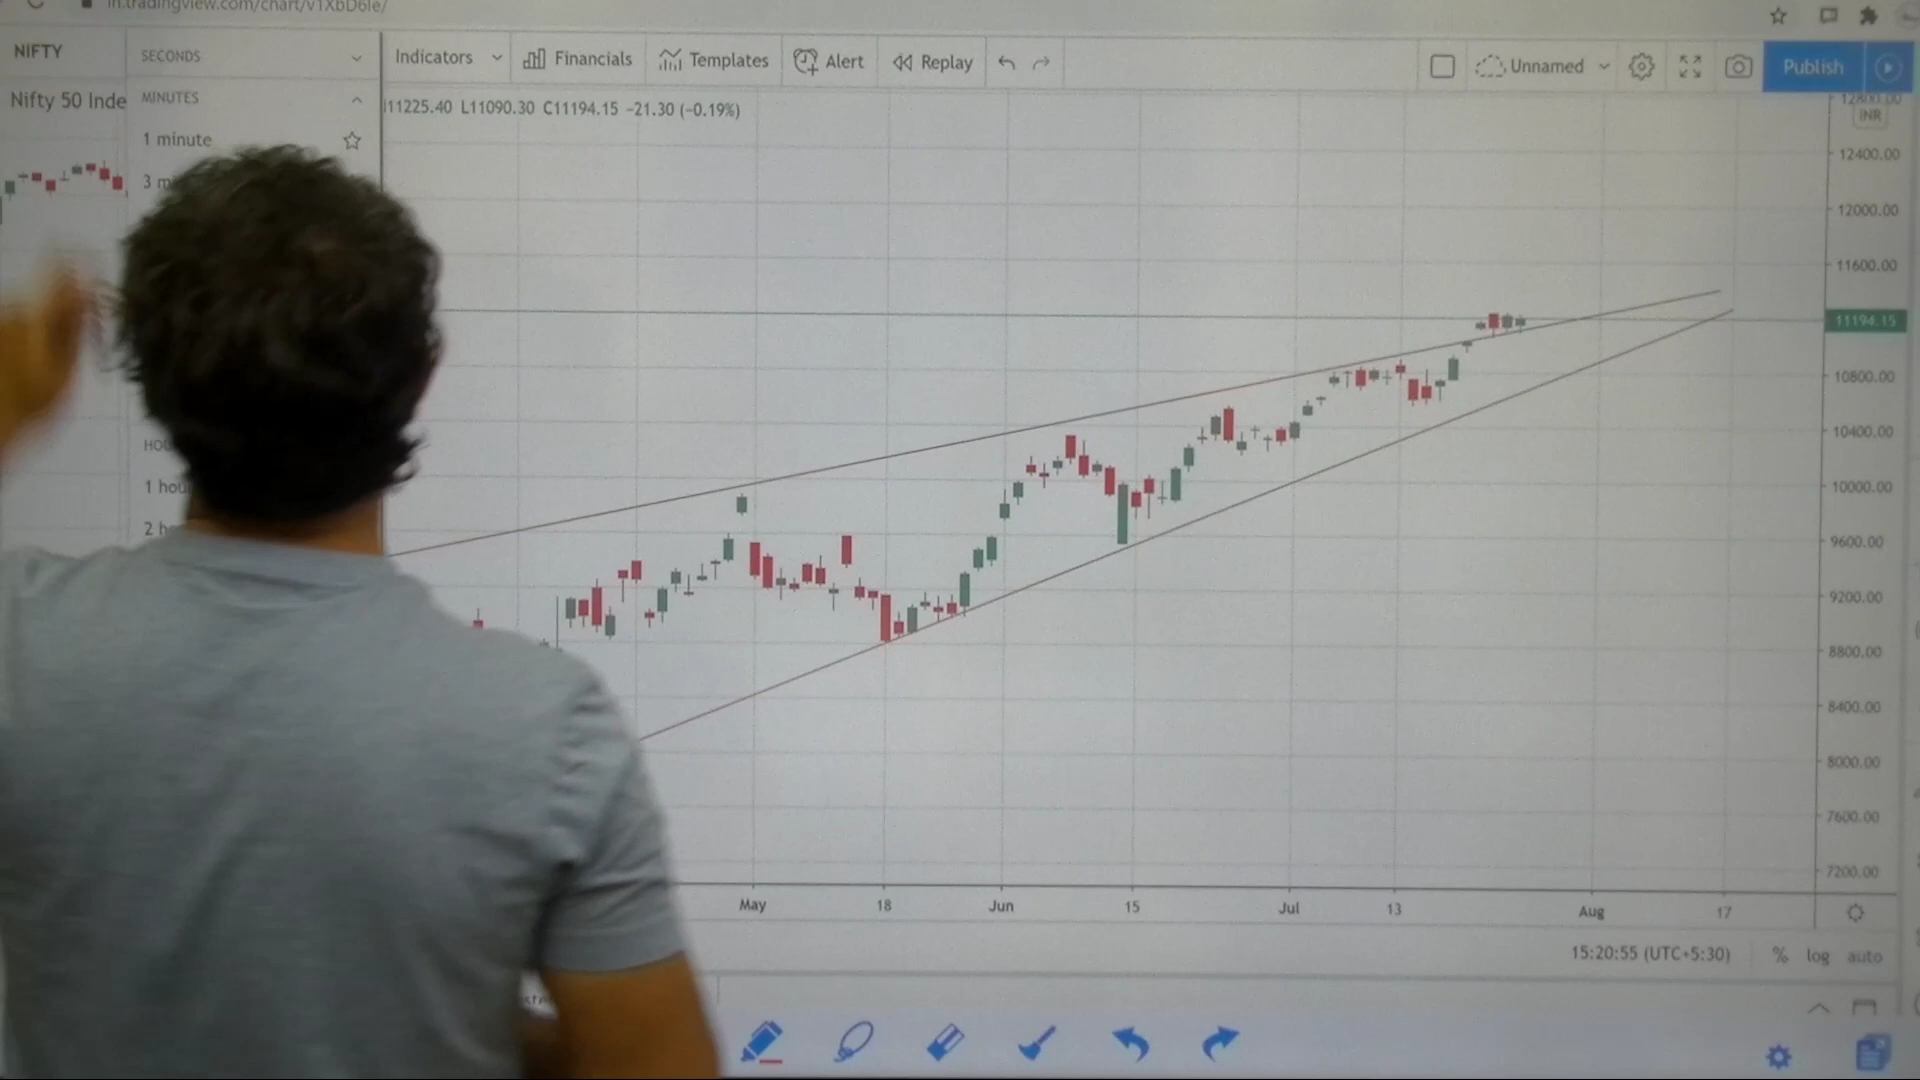 in.tradingview.com/chart/v1XbD6le/
NIFTY
SECONDS
Indicators
Financials
Templates
Alert
Replay
Unnamed
Publish
Nifty 50 Inde
MINUTES
11225.40 L11090.30 C11194.15 −21.30 (−0.19%)
1 minute
3 m
HOU
1 hou
2 h
12800.00
INR
12400.00
12000.00
11600.00
11194.15
10800.00
10400.00
10000.00
9600.00
9200.00
8800.00
8400.00
8000.00
7600.00
7200.00
May 18 Jun 15 Jul 13 Aug 17
15:20:55 (UTC+5:30) % log auto